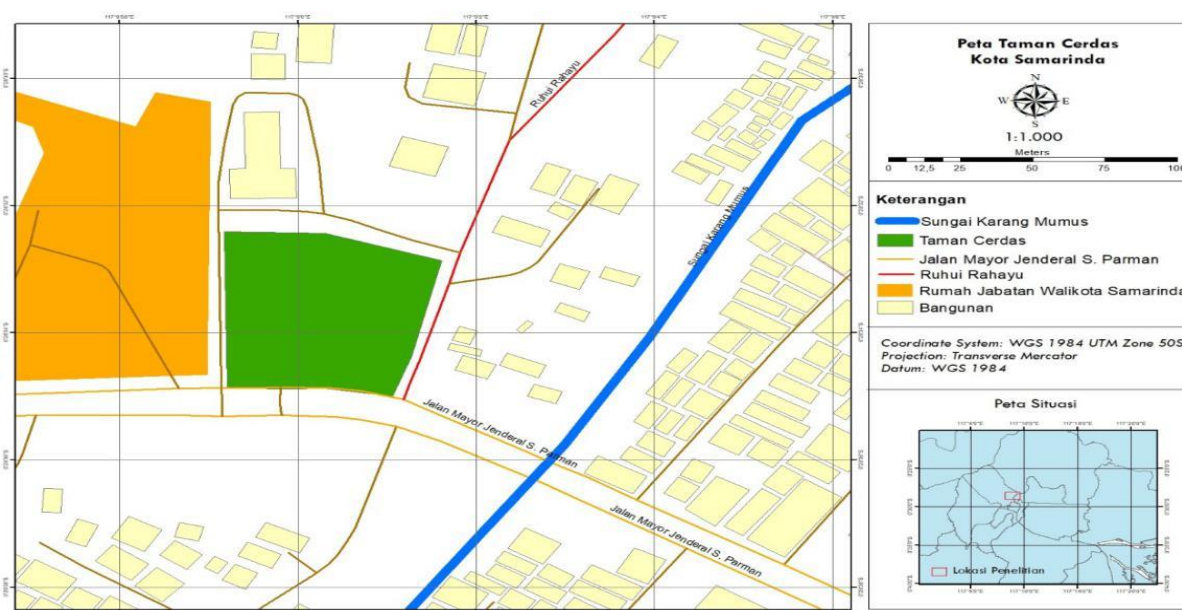 Ruhui Rahayu
Sungai Karang Mumus
Jalan Mayor Jenderal S. Parman
Jalan Mayor Jenderal S. Parman
Peta Taman Cerdas
Kota Samarinda
N
W E
S
1:1.000
Meters
0 12,5 25 50 75 100
Keterangan
Sungai Karang Mumus
Taman Cerdas
Jalan Mayor Jenderal S. Parman
Ruhui Rahayu
Rumah Jabatan Walikota Samarinda
Bangunan
Coordinate System: WGS 1984 UTM Zone 50S
Projection: Transverse Mercator
Datum: WGS 1984
Peta Situasi
Lokasi Penelitian